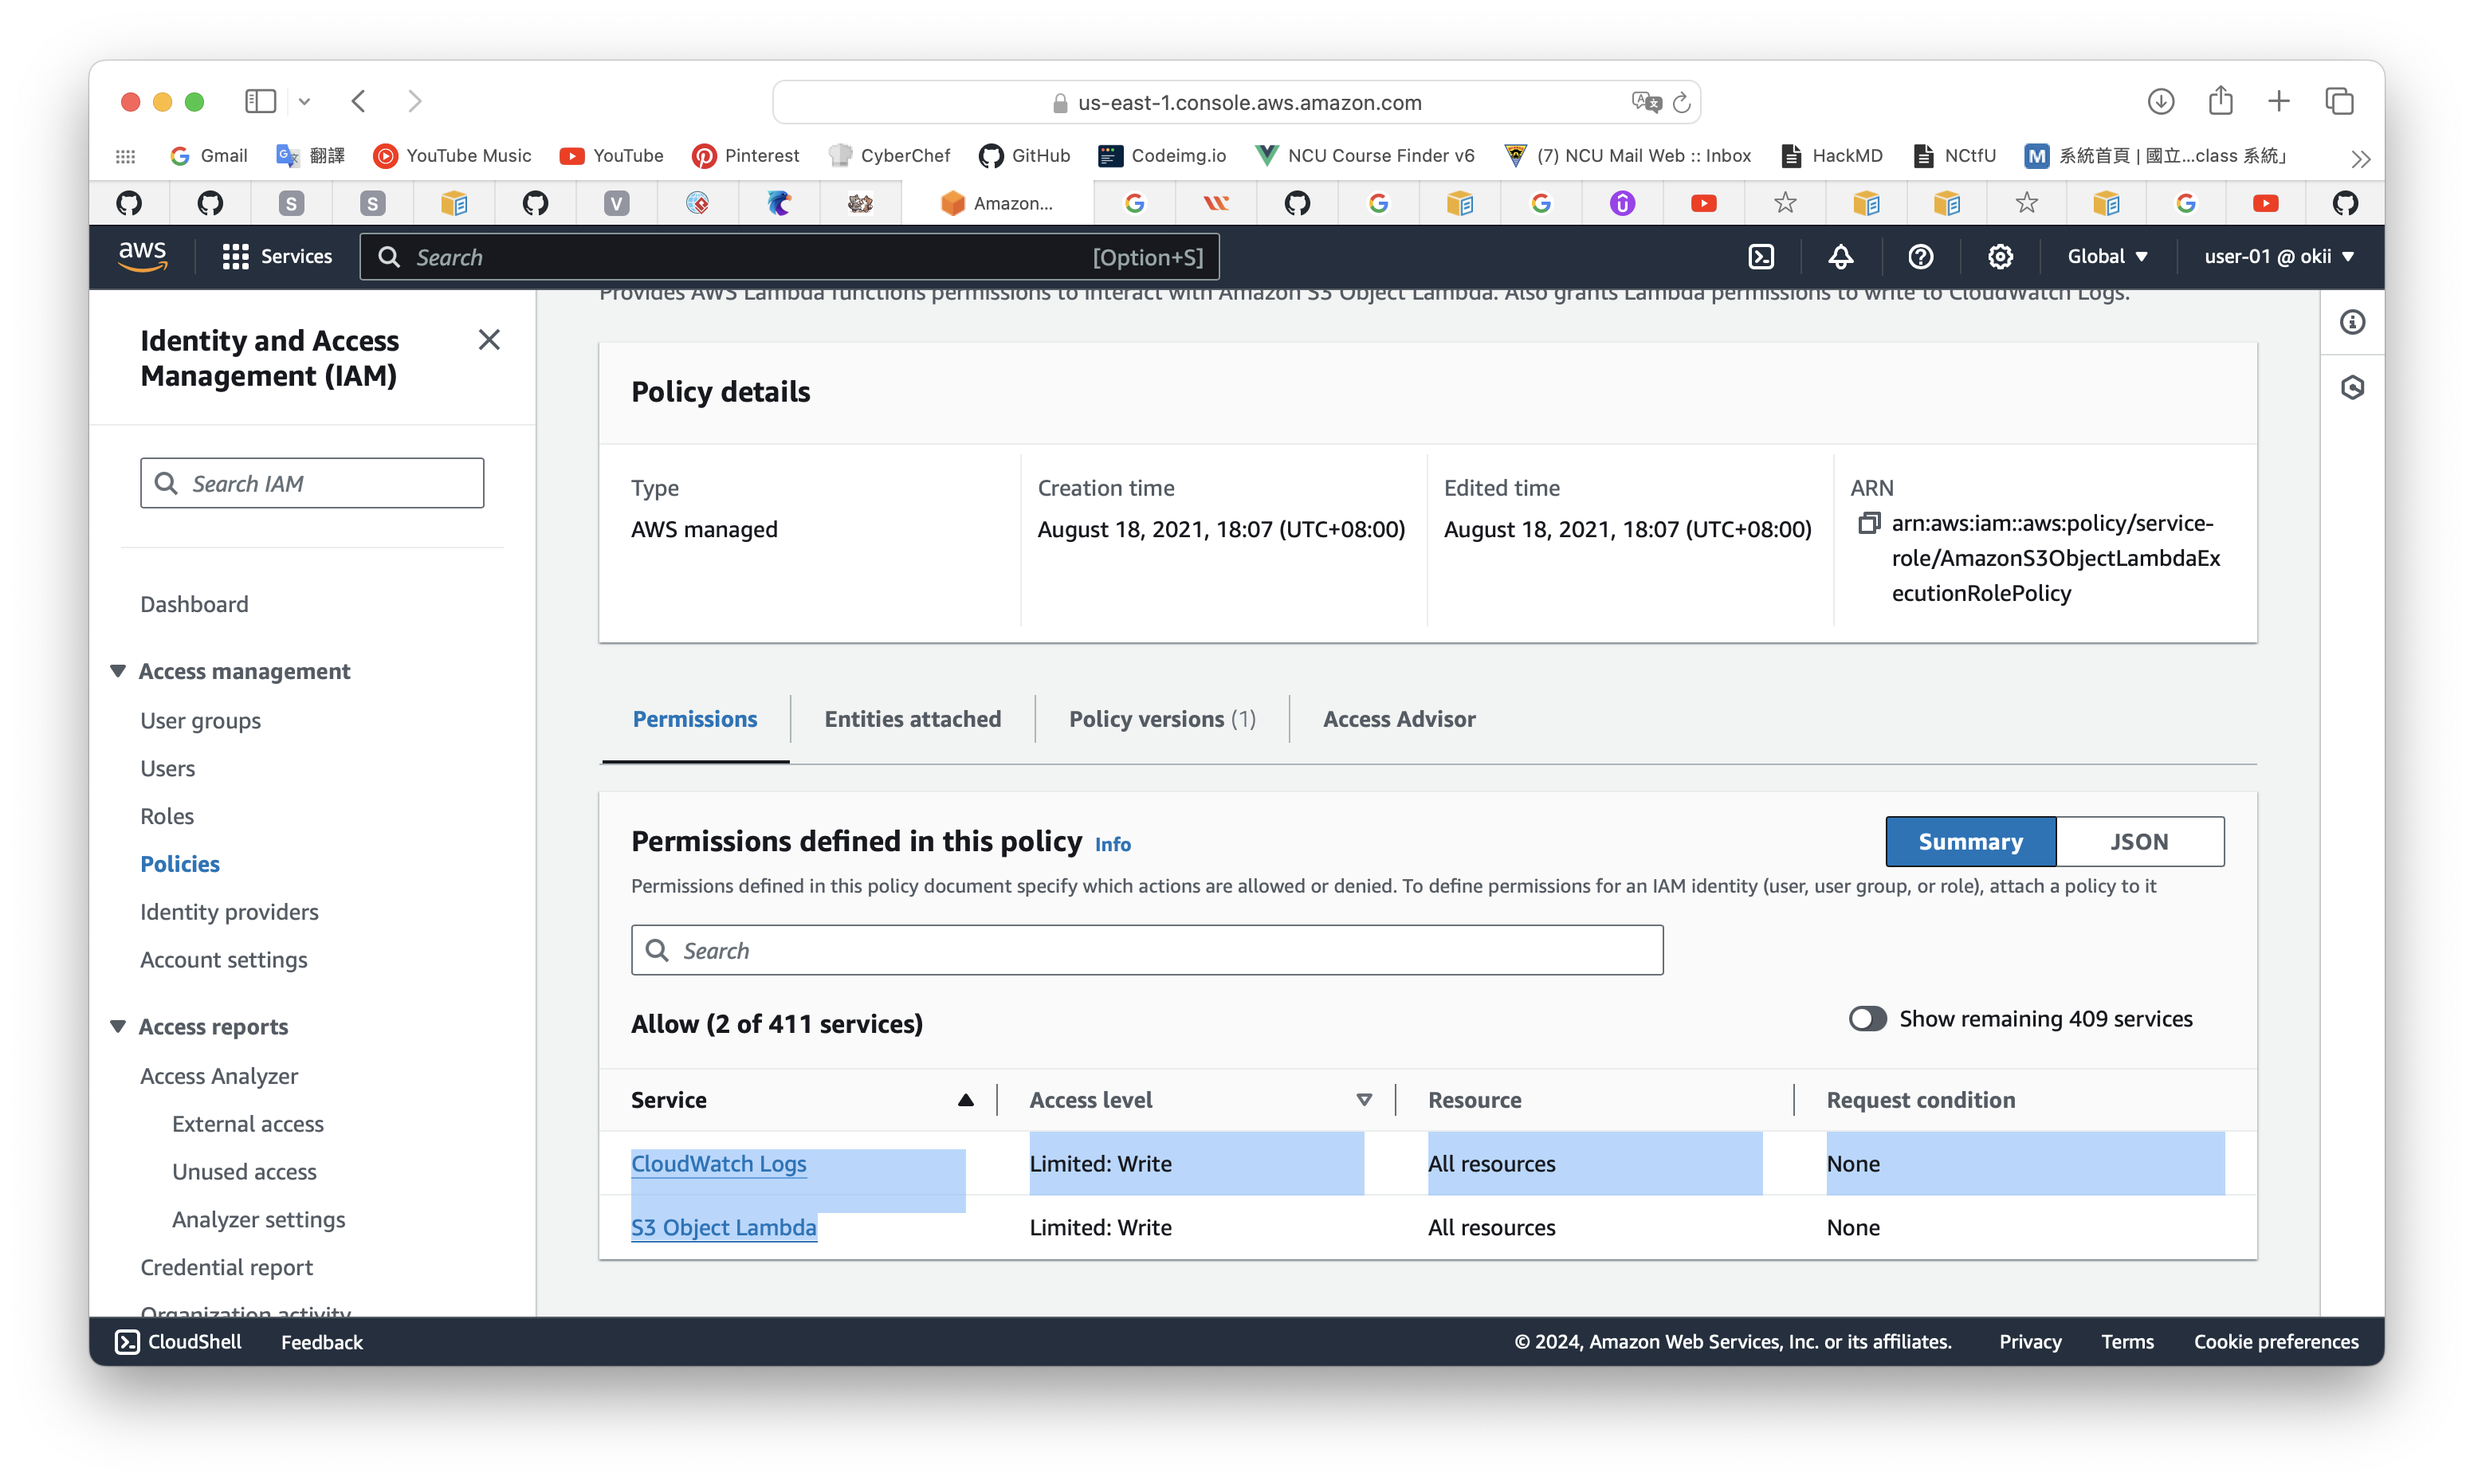 us-east-1.console.aws.amazon.com
Gmail 翻譯 YouTube Music YouTube Pinterest CyberChef GitHub Codeimg.io NCU Course Finder v6 (7) NCU Mail Web :: Inbox HackMD NCtfU 系統首頁 | 國立...class 系統」
S S V Amazon...
aws Services Search [Option+S] Global user-01 @ okii
Provides AWS Lambda functions permissions to interact with Amazon S3 Object Lambda. Also grants Lambda permissions to write to CloudWatch Logs.
Identity and Access
Management (IAM)
Search IAM
Dashboard
Access management
User groups
Users
Roles
Policies
Identity providers
Account settings
Access reports
Access Analyzer
External access
Unused access
Analyzer settings
Credential report
Organization activity
Policy details
Type
AWS managed
Creation time
August 18, 2021, 18:07 (UTC+08:00)
Edited time
August 18, 2021, 18:07 (UTC+08:00)
ARN
arn:aws:iam::aws:policy/service-
role/AmazonS3ObjectLambdaEx
ecutionRolePolicy
Permissions Entities attached Policy versions (1) Access Advisor
Permissions defined in this policy Info
Summary JSON
Permissions defined in this policy document specify which actions are allowed or denied. To define permissions for an IAM identity (user, user group, or role), attach a policy to it
Search
Allow (2 of 411 services)
Show remaining 409 services
Service Access level Resource Request condition
CloudWatch Logs Limited: Write All resources None
S3 Object Lambda Limited: Write All resources None
CloudShell Feedback © 2024, Amazon Web Services, Inc. or its affiliates. Privacy Terms Cookie preferences